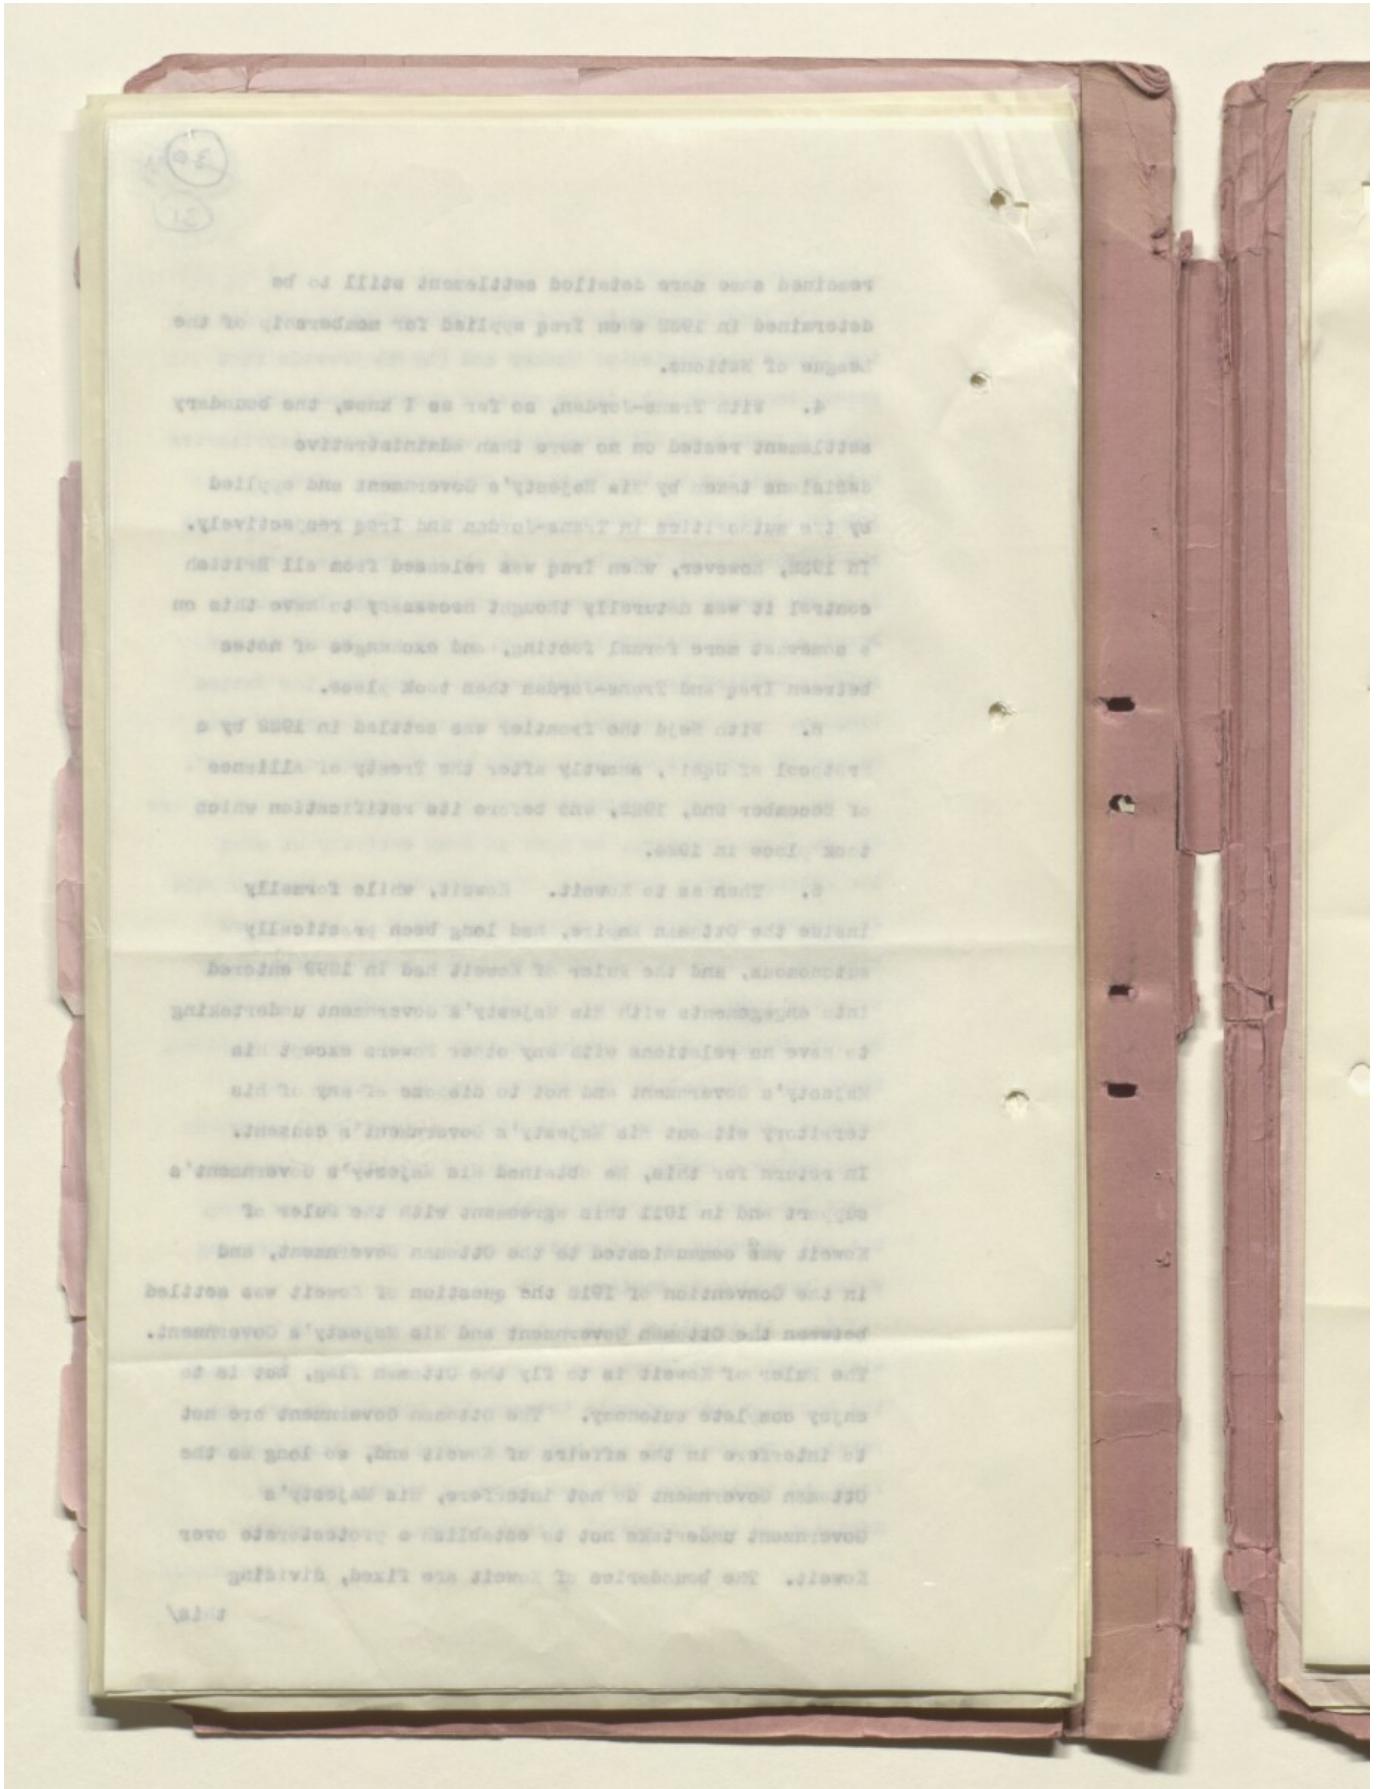 30
31
remained some more detailed settlement still to be
determined in 1932 when Iraq applied for membership of the
League of Nations.
4. With Trans-Jordan, so far as I know, the boundary
settlement rested on no more than administrative
decisions taken by His Majesty's Government and applied
by the authorities in Trans-Jordan and Iraq respectively.
In 1932, however, when Iraq was released from all British
control it was naturally thought necessary to have this on
a somewhat more formal footing, and exchanges of notes
between Iraq and Trans-Jordan then took place.
5. With Nejd the frontier was settled in 1922 by a
Protocol of Uqair, shortly after the Treaty of Alliance
of December 2nd, 1922, and before its ratification which
took place in 1924.
6. Then as to Koweit. Koweit, while formally
inside the Ottoman Empire, had long been practically
autonomous, and the Ruler of Koweit had in 1899 entered
into engagements with His Majesty's Government undertaking
to have no relations with any other Powers except His
Majesty's Government and not to dispose of any of his
territory without His Majesty's Government's consent.
In return for this, he obtained His Majesty's Government's
support and in 1911 this agreement with the Ruler of
Koweit was communicated to the Ottoman Government, and
in the Convention of 1913 the question of Koweit was settled
between the Ottoman Government and His Majesty's Government.
The Ruler of Koweit is to fly the Ottoman flag, but is to
enjoy complete autonomy. The Ottoman Government are not
to interfere in the affairs of Koweit and, so long as the
Ottoman Government do not interfere, His Majesty's
Government undertake not to establish a protectorate over
Koweit. The boundaries of Koweit are fixed, dividing
this/